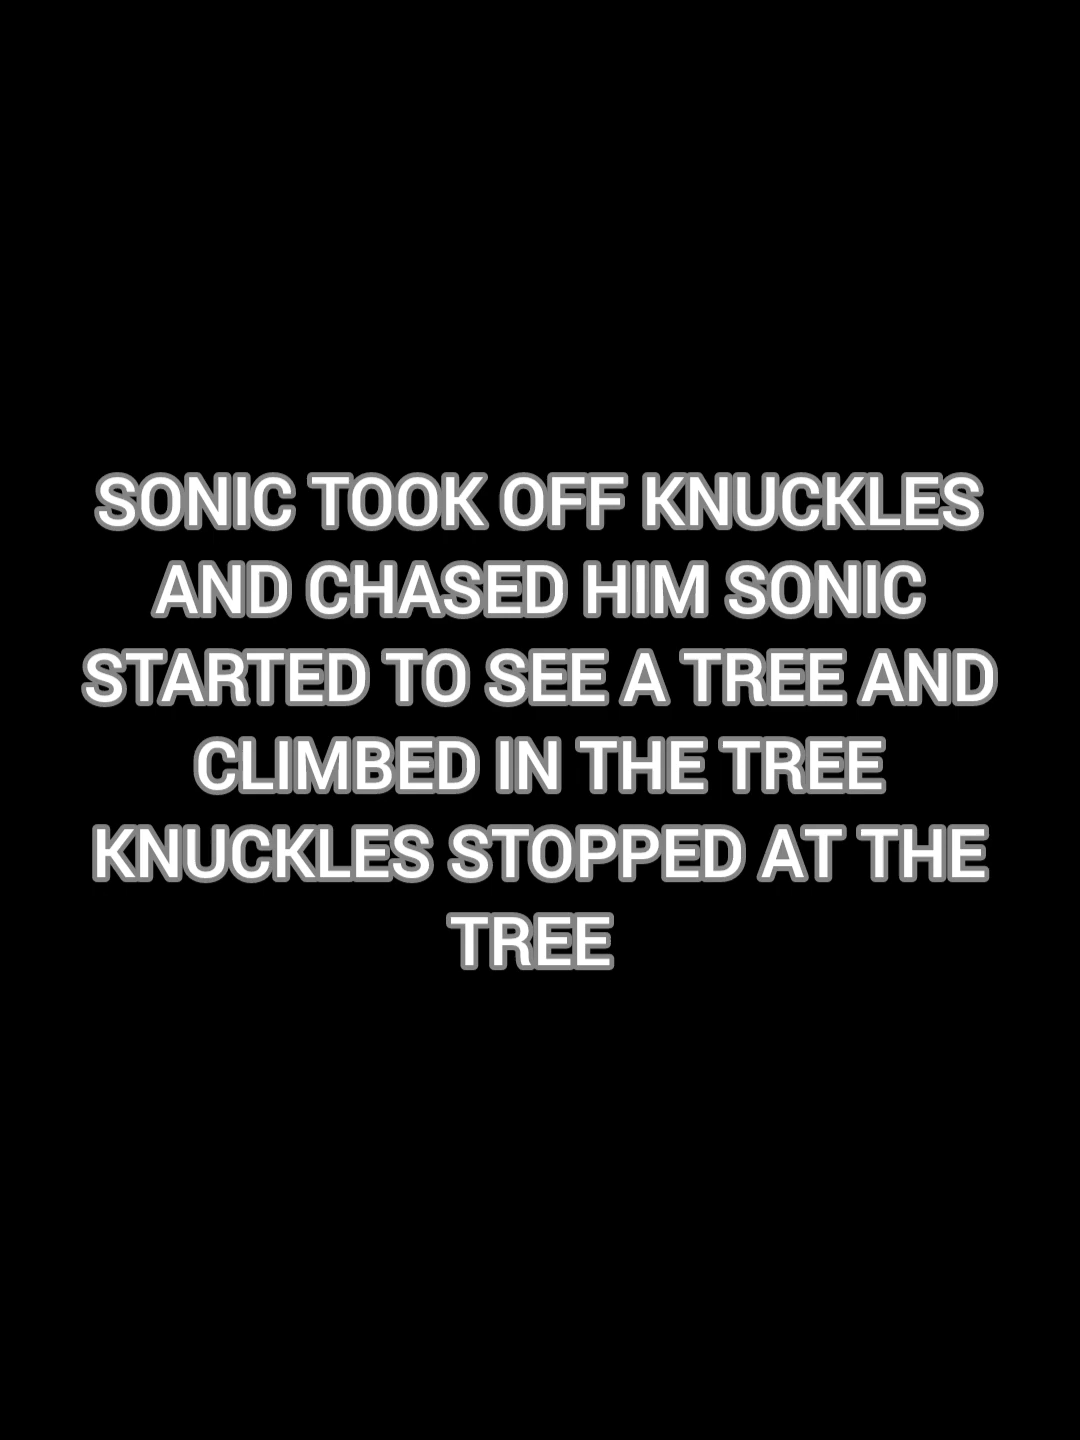 SONIC TOOK OFF KNUCKLES
AND CHASED HIM SONIC
STARTED TO SEE A TREE AND
CLIMBED IN THE TREE
KNUCKLES STOPPED AT THE
TREE